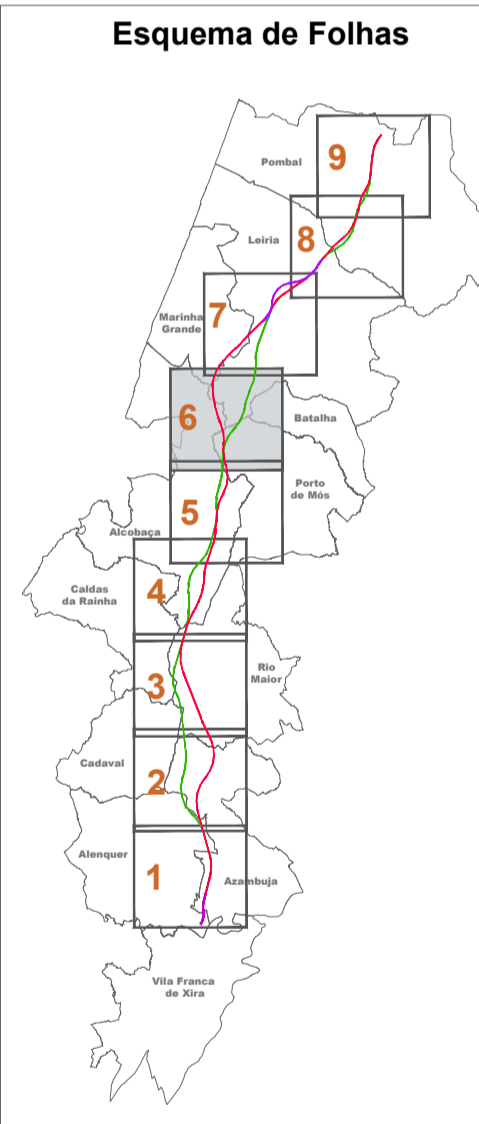 Esquema de Folhas
9
Pombal
8
Leiria
7
Marinha
Grande
6
Batalha
Porto
de Mós
5
Alcobaça
4
Caldas
da Rainha
3
Rio
Maior
2
Cadaval
Alenquer
1
Azambuja
Vila Franca
de Xira